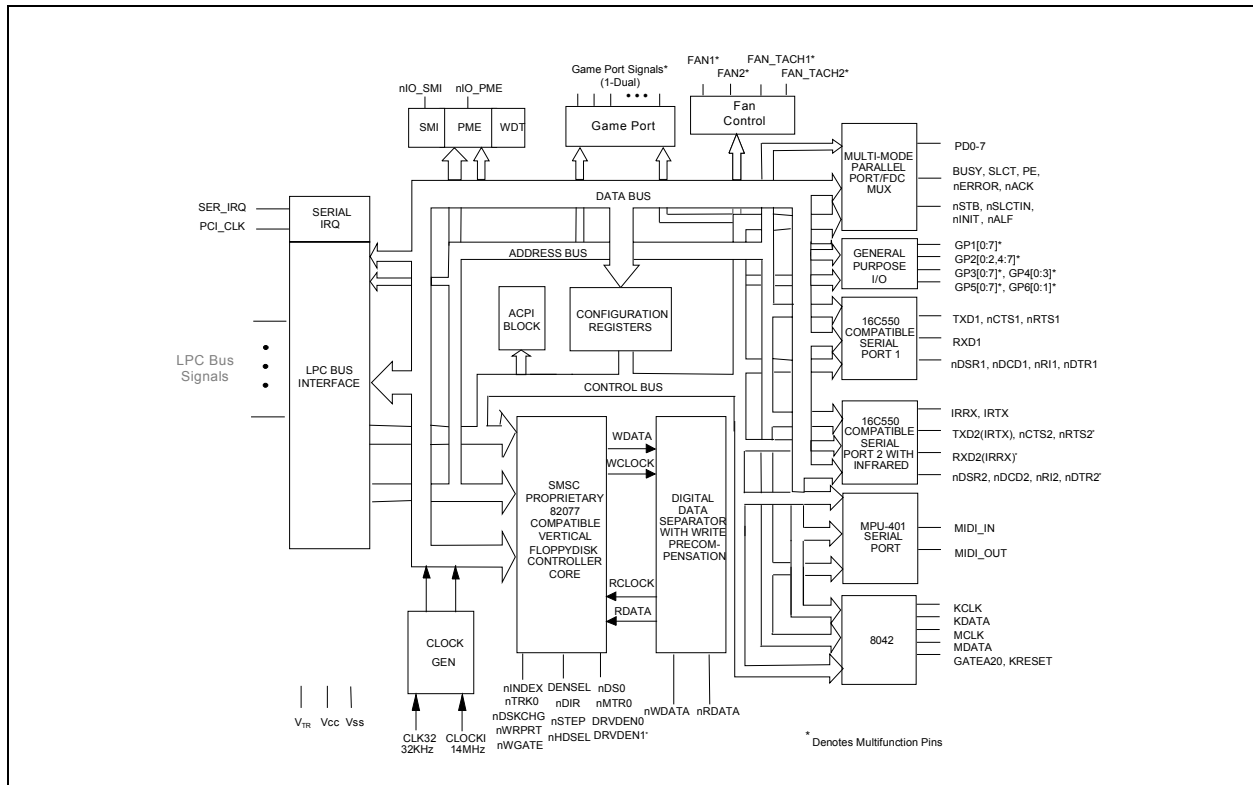 Game Port Signals*
(1-Dual)
FAN1*
FAN_TACH1*
FAN2*
FAN_TACH2*
nIO_SMI
nIO_PME
SMI
PME
WDT
Game Port
Fan
Control
MULTI-MODE
PARALLEL
PORT/FDC
MUX
PD0-7
BUSY, SLCT, PE,
nERROR, nACK
nSTB, nSLCTIN,
nINIT, nALF
SER_IRQ
PCI_CLK
SERIAL
IRQ
DATA BUS
ADDRESS BUS
GENERAL
PURPOSE
I/O
GP1[0:7]*
GP2[0:2,4:7]*
GP3[0:7]*, GP4[0:3]*
GP5[0:7]*, GP6[0:1]*
ACPI
BLOCK
CONFIGURATION
REGISTERS
16C550
COMPATIBLE
SERIAL
PORT 1
TXD1, nCTS1, nRTS1
RXD1
nDSR1, nDCD1, nRI1, nDTR1
LPC Bus
Signals
LPC BUS
INTERFACE
CONTROL BUS
16C550
COMPATIBLE
SERIAL
PORT 2 WITH
INFRARED
IRRX, IRTX
TXD2(IRTX), nCTS2, nRTS2*
RXD2(IRRX)*
nDSR2, nDCD2, nRI2, nDTR2*
WDATA
WCLOCK
SMSC
PROPRIETARY
82077
COMPATIBLE
VERTICAL
FLOPPYDISK
CONTROLLER
CORE
DIGITAL
DATA
SEPARATOR
WITH WRITE
PRECOM-
PENSATION
RCLOCK
RDATA
MPU-401
SERIAL
PORT
MIDI_IN
MIDI_OUT
8042
KCLK
KDATA
MCLK
MDATA
GATEA20, KRESET
CLOCK
GEN
VTR
Vcc
Vss
CLK32
32KHz
CLOCKI
14MHz
nINDEX
nTRK0
nDSKCHG
nWRPRT
nWGATE
DENSEL
nDIR
nSTEP
nHDSEL
nDS0
nMTR0
DRVDEN0
DRVDEN1*
nWDATA
nRDATA
* Denotes Multifunction Pins